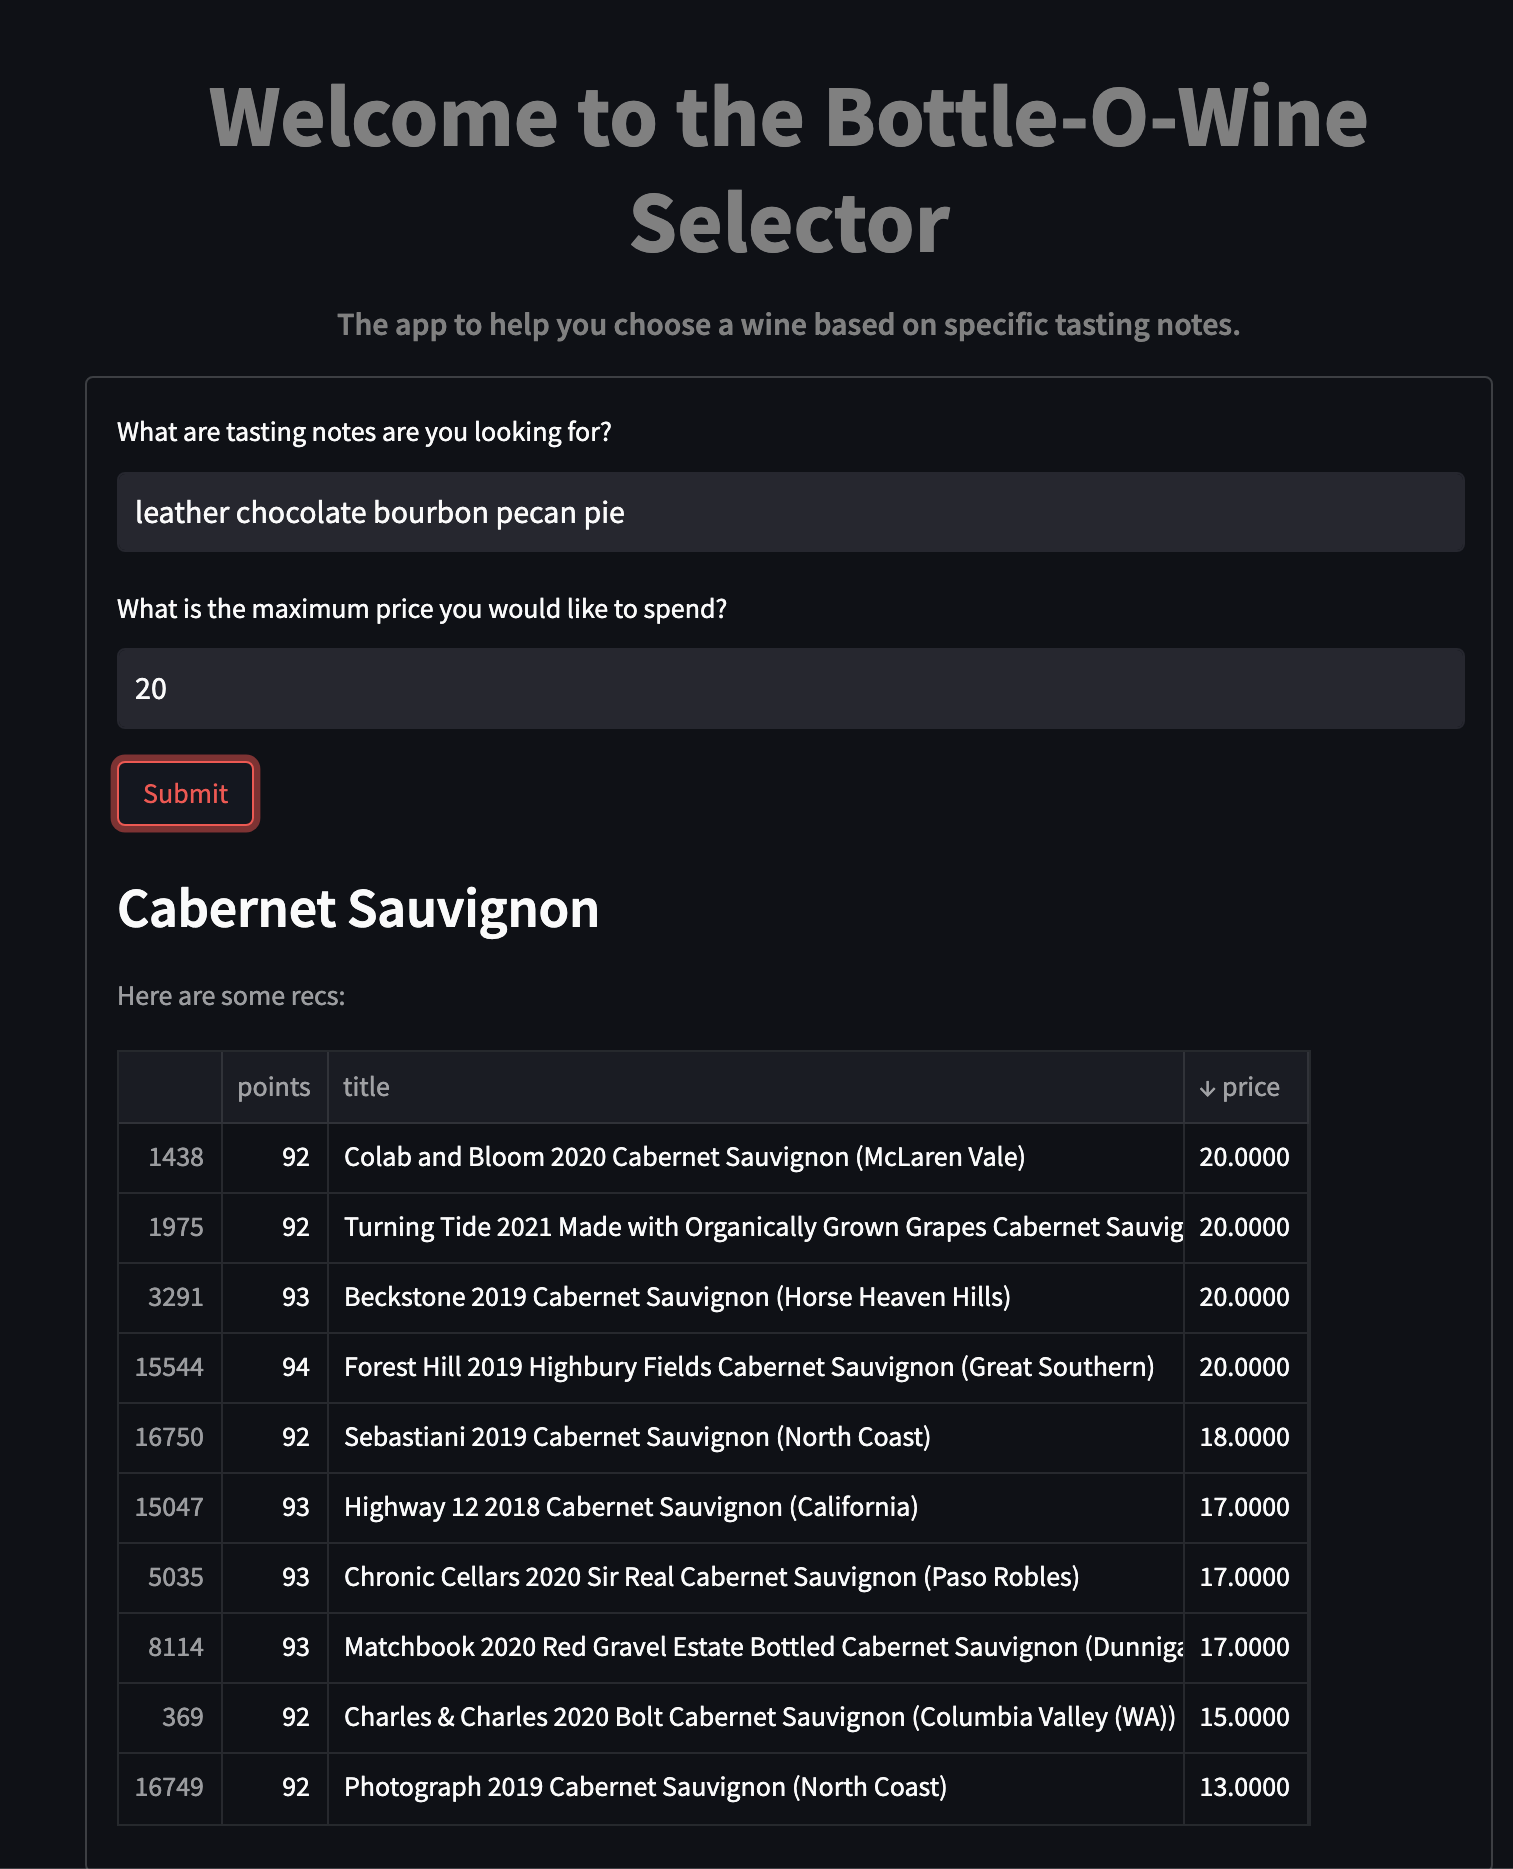 Welcome to the Bottle-O-Wine
Selector
The app to help you choose a wine based on specific tasting notes.
What are tasting notes are you looking for?
leather chocolate bourbon pecan pie
What is the maximum price you would like to spend?
20
Submit
Cabernet Sauvignon
Here are some recs:
points title ↓ price
1438 92 Colab and Bloom 2020 Cabernet Sauvignon (McLaren Vale) 20.0000
1975 92 Turning Tide 2021 Made with Organically Grown Grapes Cabernet Sauvig 20.0000
3291 93 Beckstone 2019 Cabernet Sauvignon (Horse Heaven Hills) 20.0000
15544 94 Forest Hill 2019 Highbury Fields Cabernet Sauvignon (Great Southern) 20.0000
16750 92 Sebastiani 2019 Cabernet Sauvignon (North Coast) 18.0000
15047 93 Highway 12 2018 Cabernet Sauvignon (California) 17.0000
5035 93 Chronic Cellars 2020 Sir Real Cabernet Sauvignon (Paso Robles) 17.0000
8114 93 Matchbook 2020 Red Gravel Estate Bottled Cabernet Sauvignon (Dunniga 17.0000
369 92 Charles & Charles 2020 Bolt Cabernet Sauvignon (Columbia Valley (WA)) 15.0000
16749 92 Photograph 2019 Cabernet Sauvignon (North Coast) 13.0000